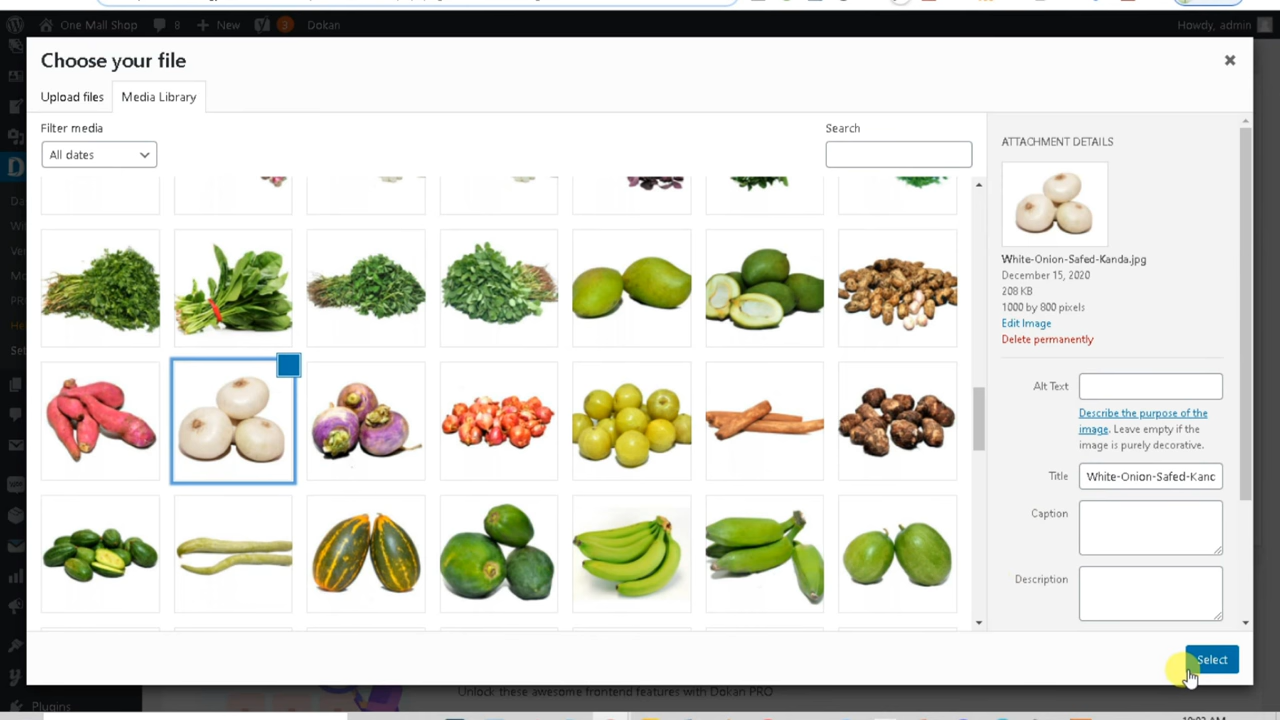 One Mall Shop 8 New 3 Dokan Howdy, admin
Choose your file
Upload files Media Library
Filter media Search
All dates
ATTACHMENT DETAILS
White-Onion-Safed-Kanda.jpg
December 15, 2020
208 KB
1000 by 800 pixels
Edit Image
Delete permanently
Alt Text
Describe the purpose of the
image. Leave empty if the
image is purely decorative.
Title White-Onion-Safed-Kanc
Caption
Description
Select
Unlock these awesome frontend features with Dokan PRO
Plugins